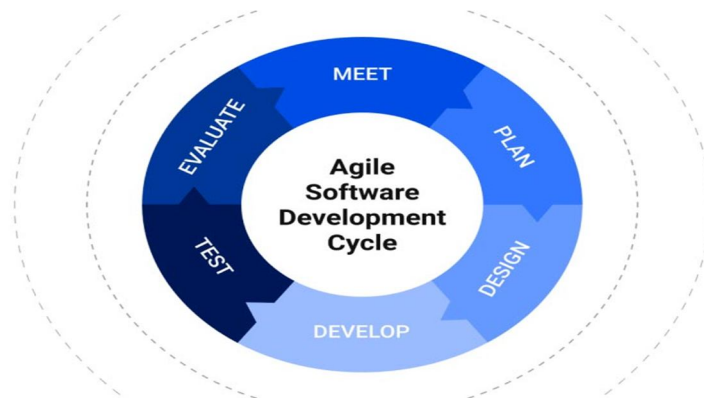 MEET
PLAN
DESIGN
DEVELOP
TEST
EVALUATE
Agile
Software
Development
Cycle